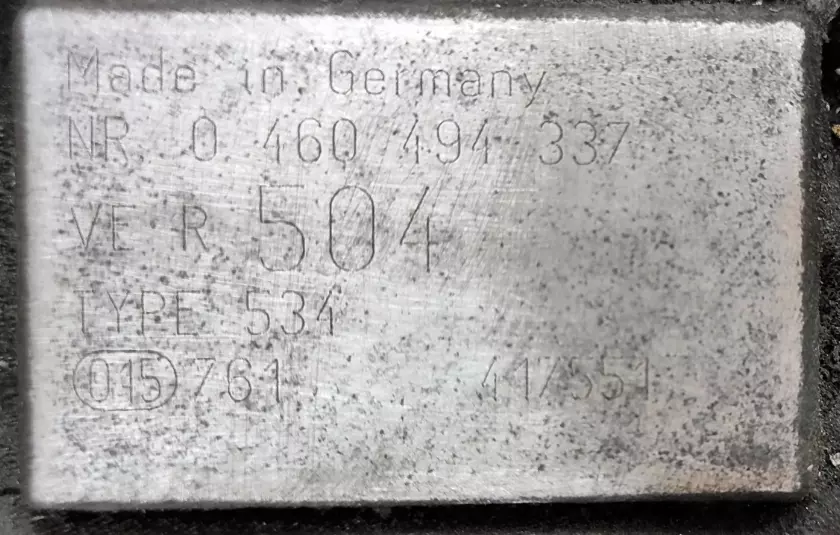 Made in Germany
NR. 0 460 494 337
VE R 504
TYPE 534
015 761 41/551